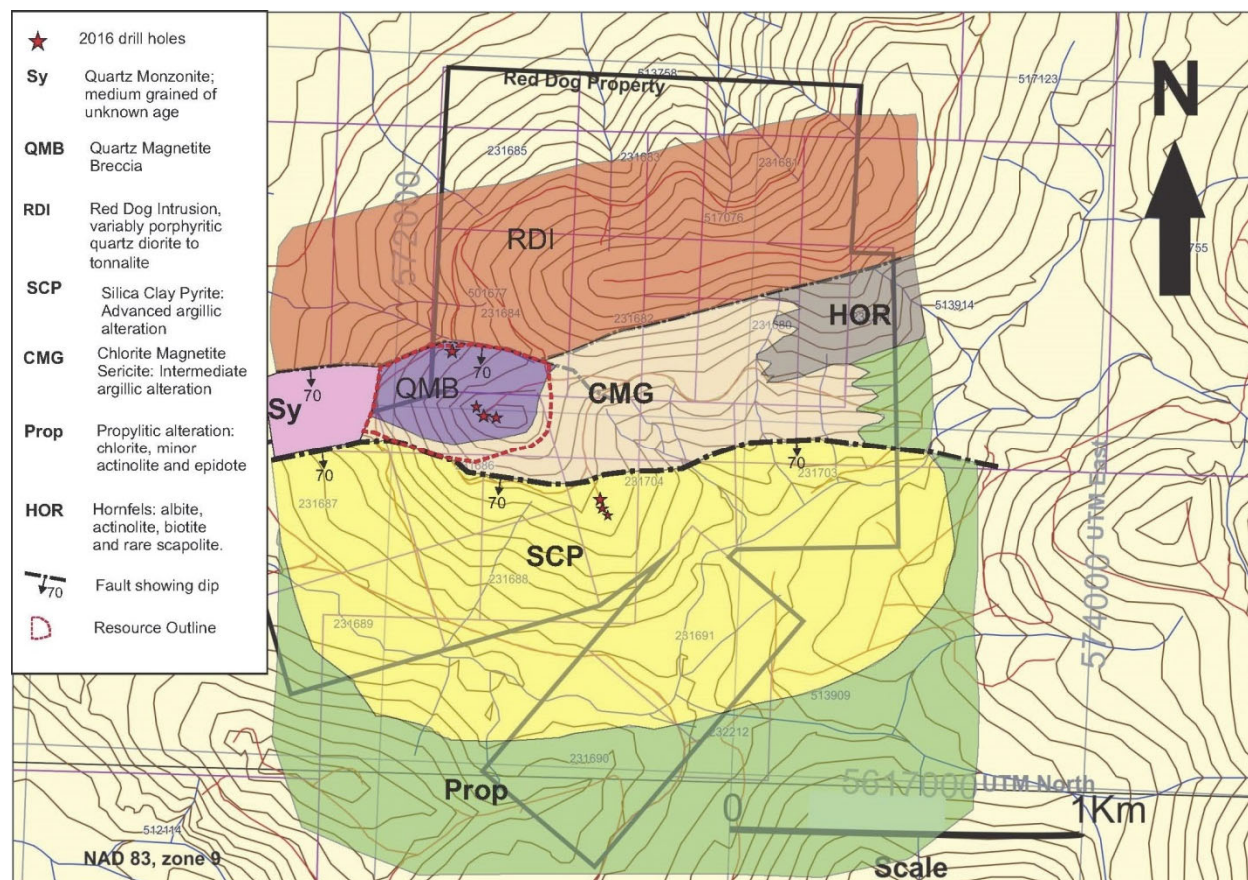 2016 drill holes
Sy
Quartz Monzonite;
medium grained of
unknown age
QMB
Quartz Magnetite
Breccia
RDI
Red Dog Intrusion,
variably porphyritic
quartz diorite to
tonnalite
SCP
Silica Clay Pyrite:
Advanced argillic
alteration
CMG
Chlorite Magnetite
Sericite: Intermediate
argillic alteration
Prop
Propylitic alteration:
chlorite, minor
actinolite and epidote
HOR
Hornfels: albite,
actinolite, biotite
and rare scapolite.
70
Fault showing dip
Resource Outline
513758
Red Dog Property
517123
N
231685
231683
231681
572000
517076
RDI
755
501677
231684
231682
231680
HOR
513914
70
QMB
70
CMG
Sy
70
70
70
231704
231703
231687
SCP
231688
231689
231691
574000 UTM East
513909
232212
231690
Prop
5617000 UTM North
0
1Km
512114
NAD 83, zone 9
Scale